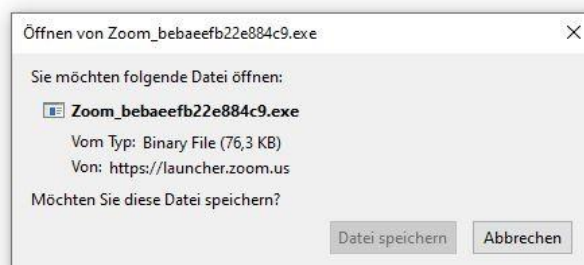 Öffnen von Zoom_bebaeefb22e884c9.exe
Sie möchten folgende Datei öffnen:
Zoom_bebaeefb22e884c9.exe
Vom Typ: Binary File (76,3 KB)
Von: https://launcher.zoom.us
Möchten Sie diese Datei speichern?
Datei speichern Abbrechen